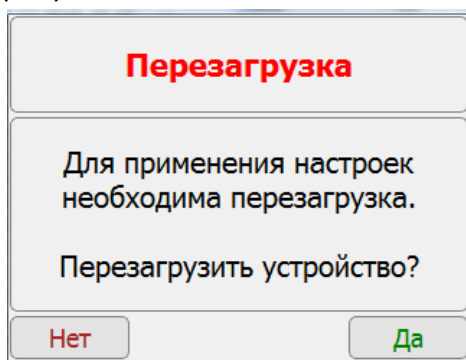 Перезагрузка
Для применения настроек
необходима перезагрузка.
Перезагрузить устройство?
Нет
Да